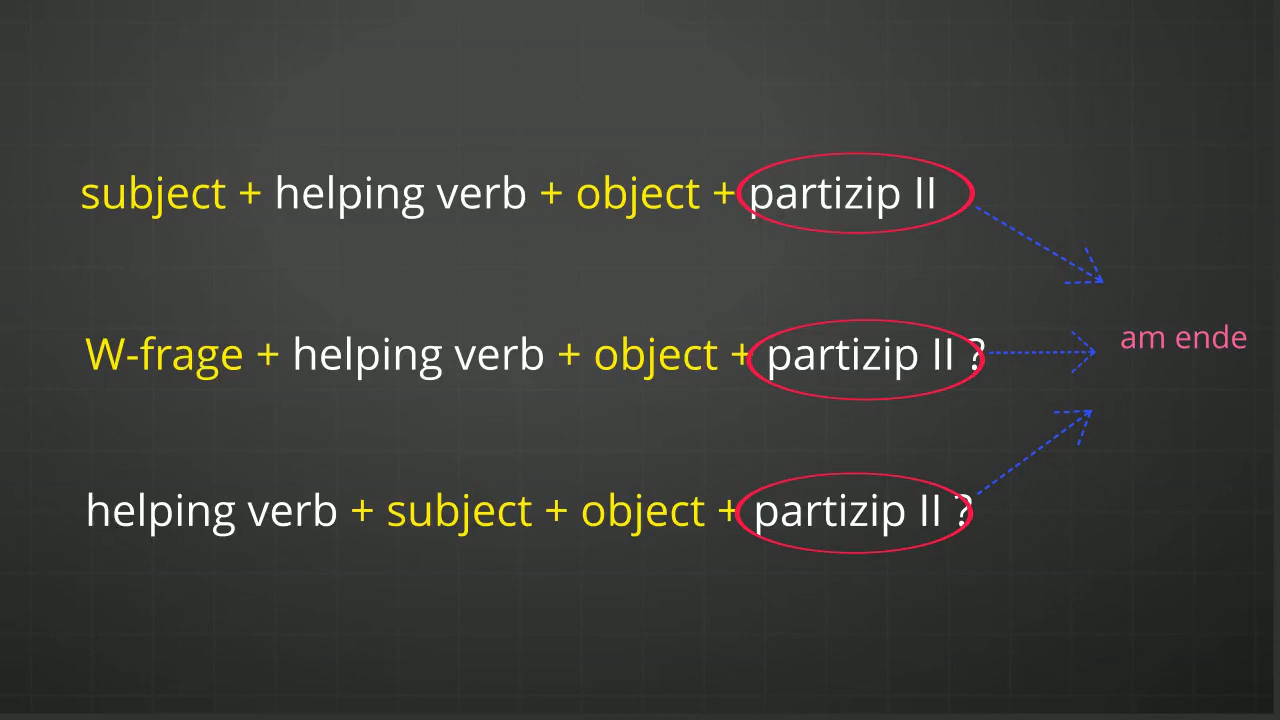 subject + helping verb + object + partizip II
W-frage + helping verb + object + partizip II ?
am ende
helping verb + subject + object + partizip II ?